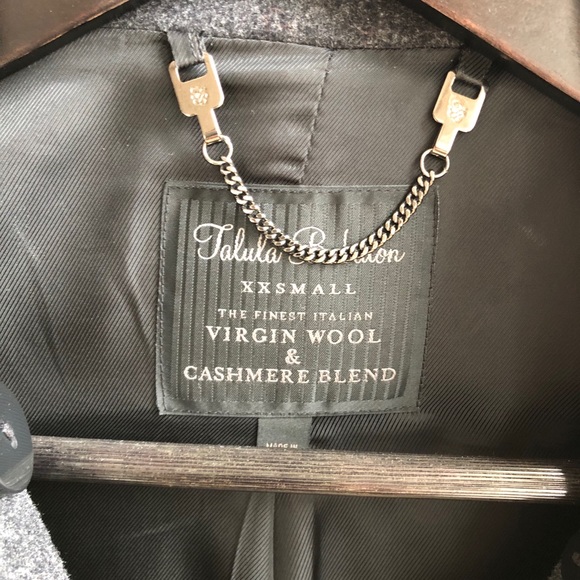 Talula
XXSMALL
THE FINEST ITALIAN
VIRGIN WOOL
&
CASHMERE BLEND
MADE IN